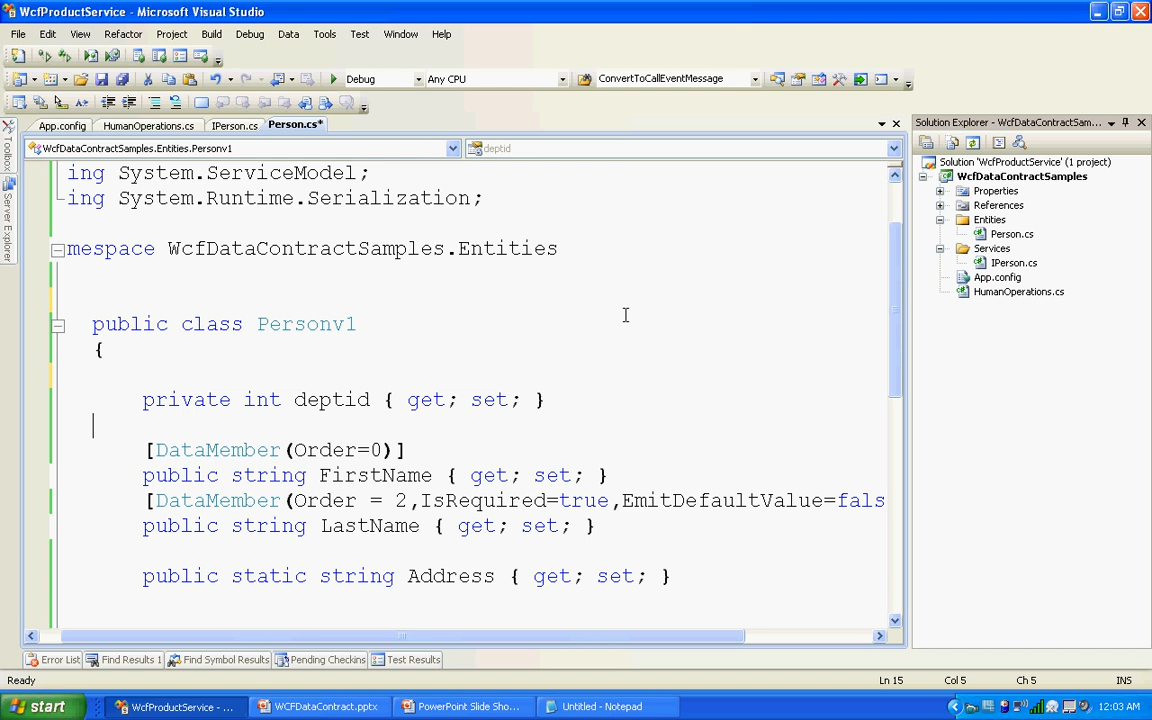 WcfProductService - Microsoft Visual Studio
File Edit View Refactor Project Build Debug Data Tools Test Window Help
Debug Any CPU ConvertToCallEventMessage
App.config HumanOperations.cs IPerson.cs Person.cs*
WcfDataContractSamples.Entities.Personv1 deptid
ing System.ServiceModel;
ing System.Runtime.Serialization;
mespace WcfDataContractSamples.Entities
public class Personv1
{
private int deptid { get; set; }
[DataMember(Order=0)]
public string FirstName { get; set; }
[DataMember(Order = 2,IsRequired=true,EmitDefaultValue=fals
public string LastName { get; set; }
public static string Address { get; set; }
Toolbox
Server Explorer
Solution Explorer - WcfDataContractSam...
Solution 'WcfProductService' (1 project)
WcfDataContractSamples
Properties
References
Entities
Person.cs
Services
IPerson.cs
App.config
HumanOperations.cs
Error List Find Results 1 Find Symbol Results Pending Checkins Test Results
Ready Ln 15 Col 5 Ch 5 INS
start WcfProductService - ... WCFDataContract.pptx PowerPoint Slide Sho... Untitled - Notepad 12:03 AM